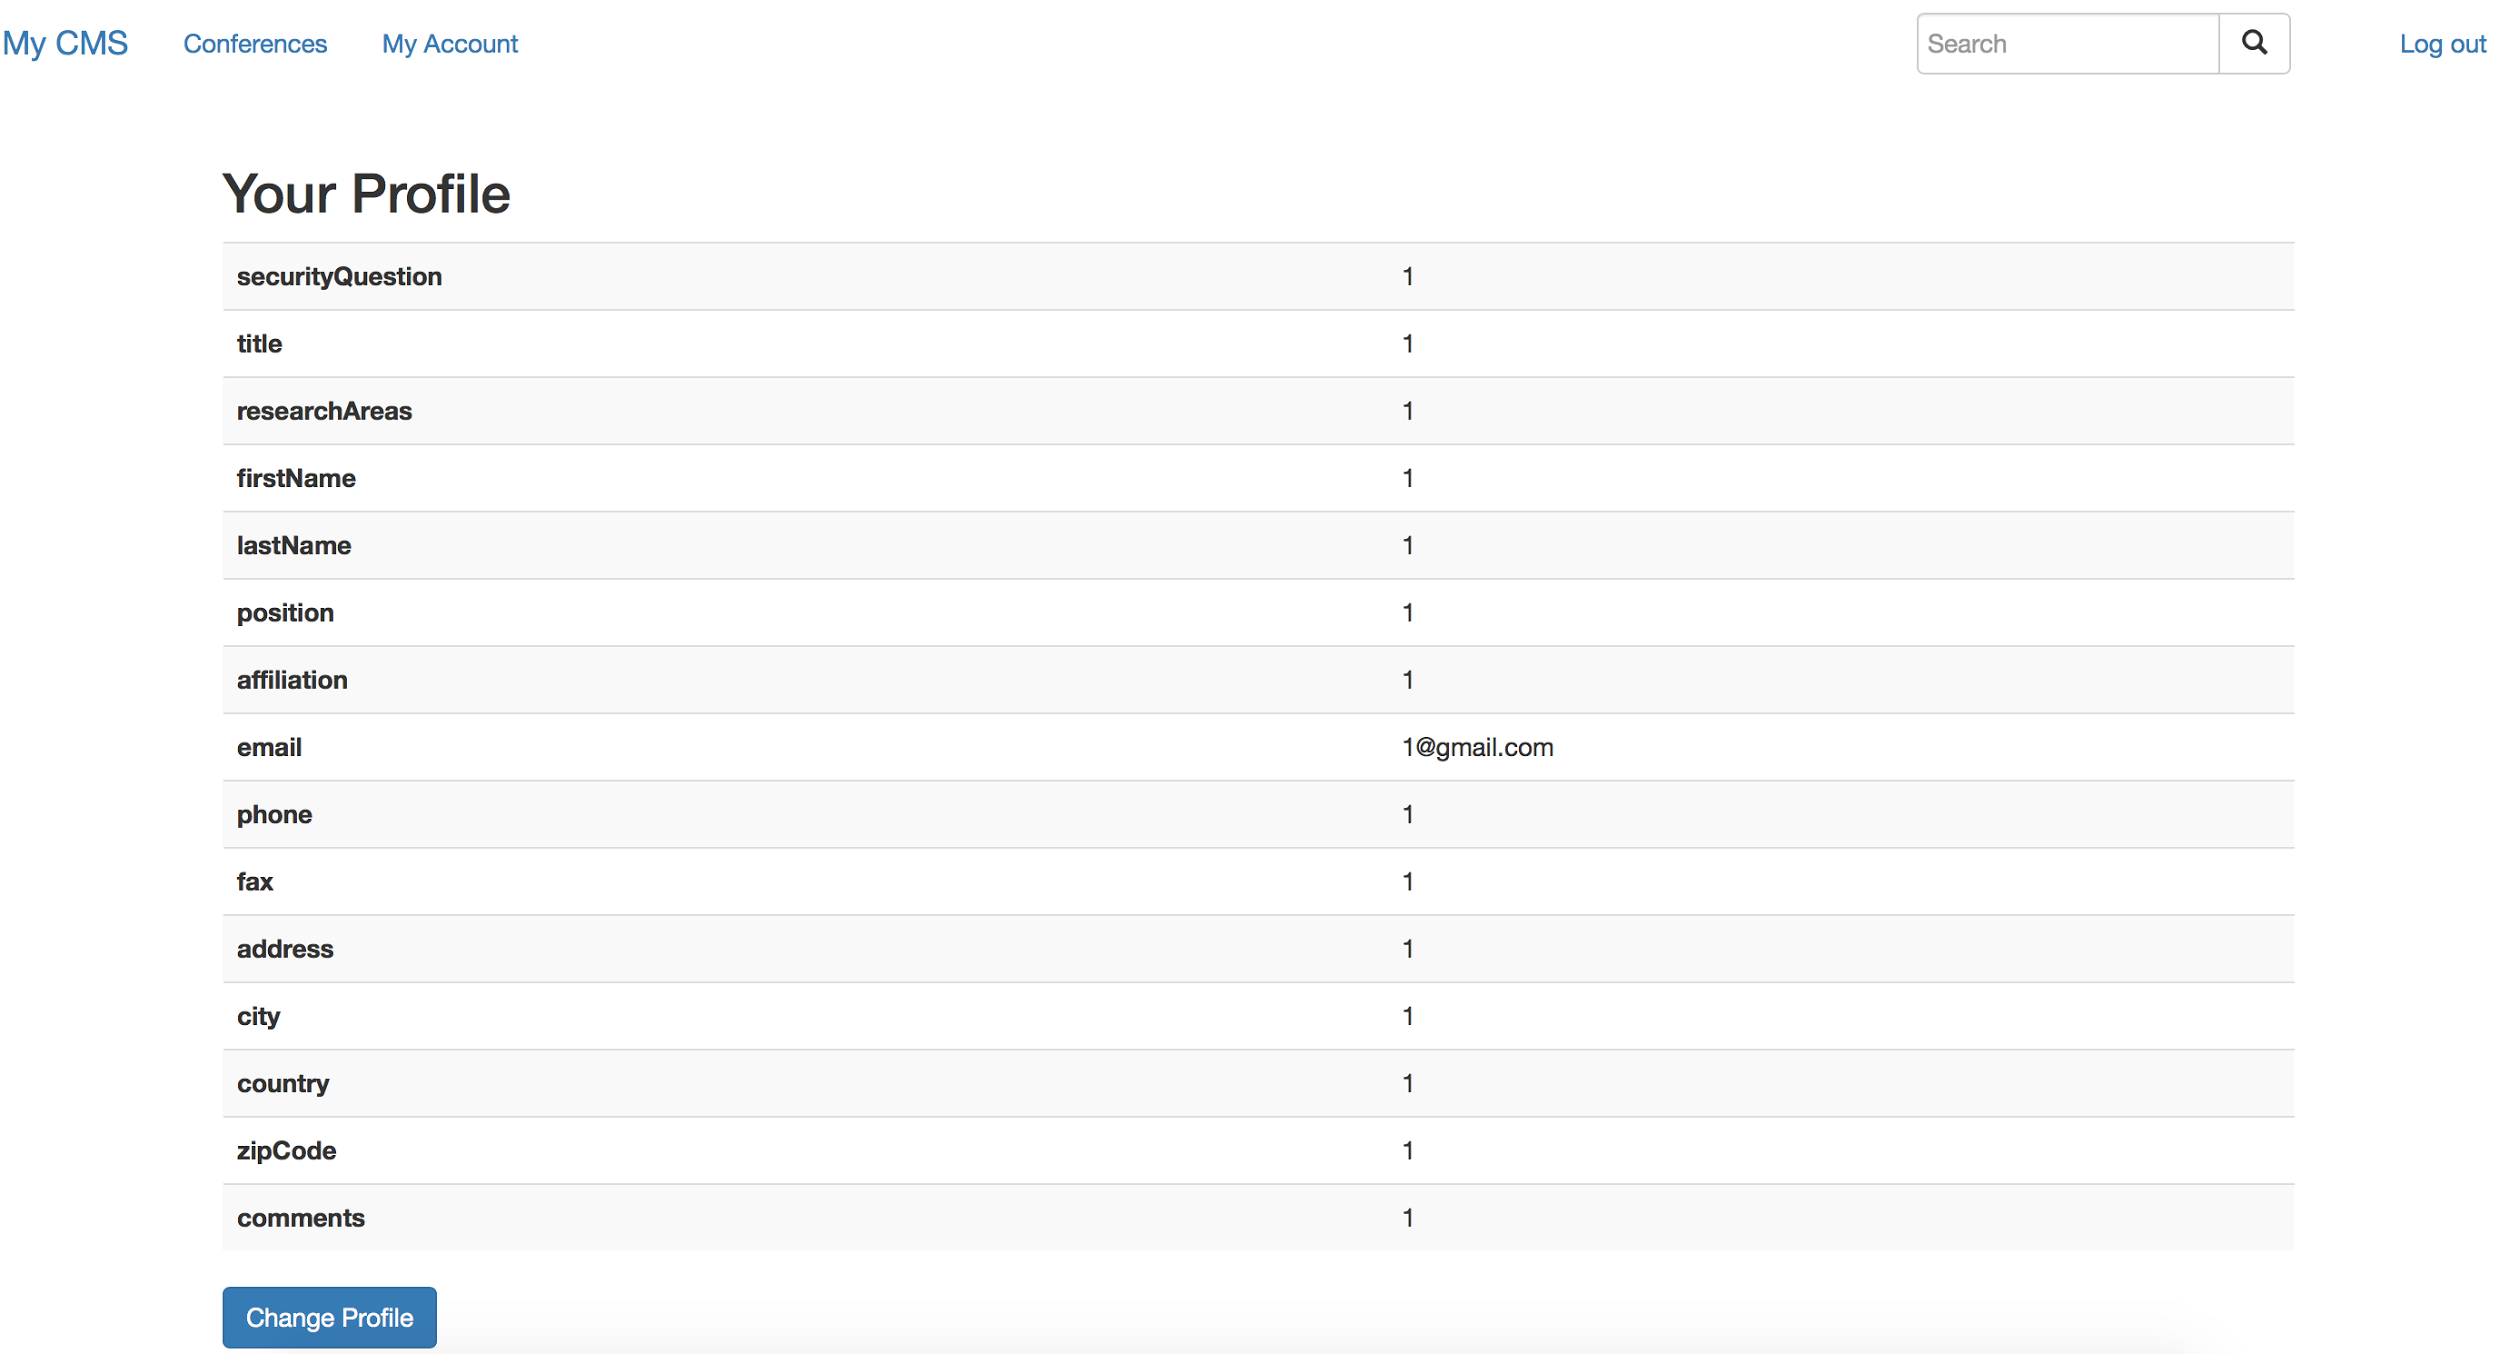 My CMS Conferences My Account Search Log out
Your Profile
securityQuestion 1
title 1
researchAreas 1
firstName 1
lastName 1
position 1
affiliation 1
email 1@gmail.com
phone 1
fax 1
address 1
city 1
country 1
zipCode 1
comments 1
Change Profile